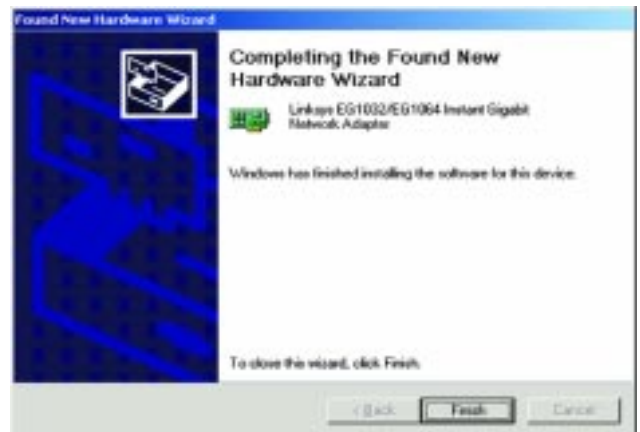 Found New Hardware Wizard
Completing the Found New
Hardware Wizard
Linksys EG1032/EG1064 Instant Gigabit
Network Adapter
Windows has finished installing the software for this device.
To close this wizard, click Finish.
< Back
Finish
Cancel